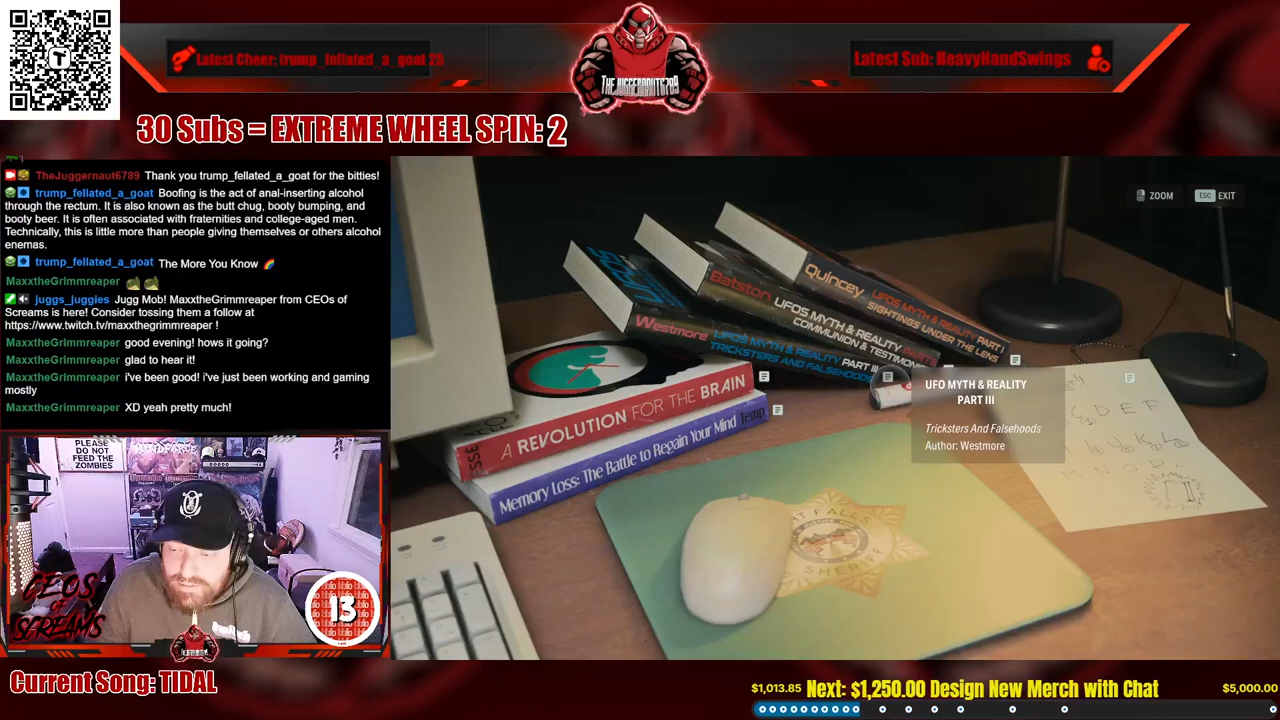 Latest Cheer: trump_fellated_a_goat 25
THEJUGGERNAUT6789
Latest Sub: HeavyHandSwings
30 Subs = EXTREME WHEEL SPIN: 2
TheJuggernaut6789 Thank you trump_fellated_a_goat for the bitties!
trump_fellated_a_goat Boofing is the act of anal-inserting alcohol
through the rectum. It is also known as the butt chug, booty bumping, and
booty beer. It is often associated with fraternities and college-aged men.
Technically, this is little more than people giving themselves or others alcohol
enemas.
trump_fellated_a_goat The More You Know 🌈
MaxxtheGrimmreaper
juggs_juggies Jugg Mob! MaxxtheGrimmreaper from CEOs of
Screams is here! Consider tossing them a follow at
https://www.twitch.tv/maxxthegrimmreaper !
MaxxtheGrimmreaper good evening! hows it going?
MaxxtheGrimmreaper glad to hear it!
MaxxtheGrimmreaper i've been good! i've just been working and gaming
mostly
MaxxtheGrimmreaper XD yeah pretty much!
ZOOM
ESC EXIT
Quincey UFOS MYTH & REALITY PART I
SIGHTINGS UNDER THE LENS
Batston UFOS MYTH & REALITY
COMMUNION & TESTIMONY
Westmore UFOS MYTH & REALITY PART III
TRICKSTERS AND FALSEHOODS
A REVOLUTION FOR THE BRAIN
Memory Loss: The Battle to Regain Your Mind Temp
UFO MYTH & REALITY
PART III
Tricksters And Falsehoods
Author: Westmore
C D E F
M N O P
FALLS
SHERIFF
PLEASE
DO NOT
FEED THE
ZOMBIES
CEOS
OF
SCREAMS
13
Current Song: TIDAL
$1,013.85
Next: $1,250.00 Design New Merch with Chat
$5,000.00